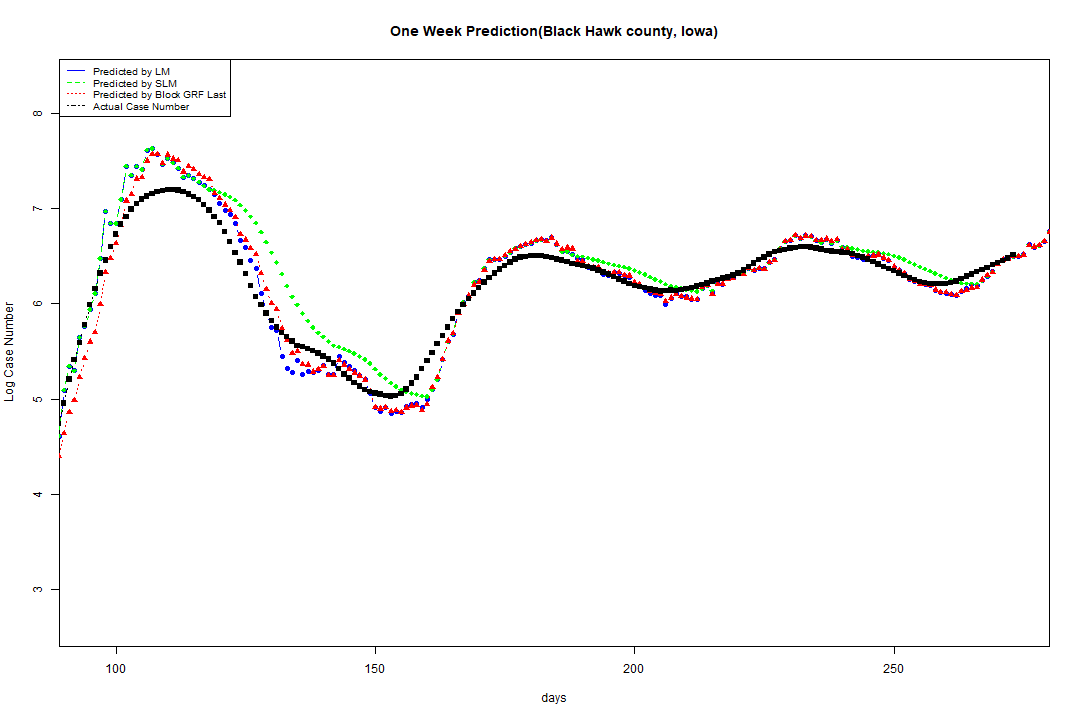 One Week Prediction(Black Hawk county, Iowa)
Predicted by LM
Predicted by SLM
Predicted by Block GRF Last
Actual Case Number
Log Case Number
8
7
6
5
4
3
100 150 200 250
days